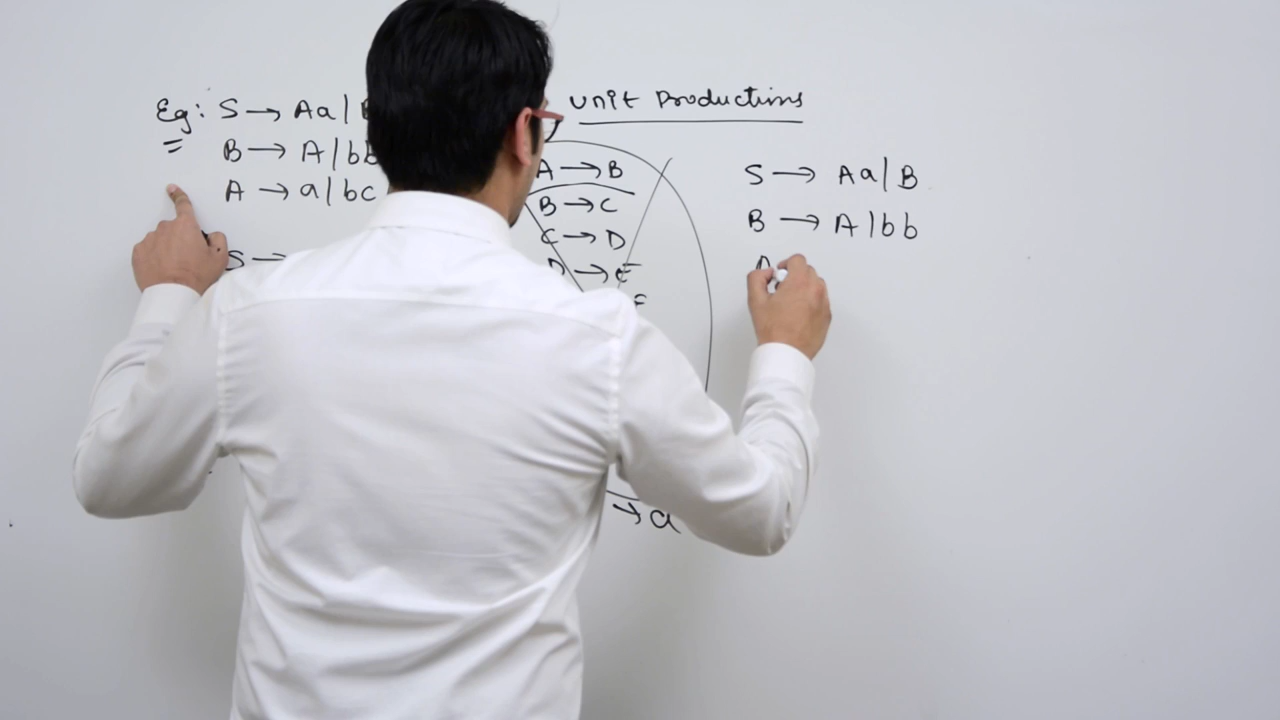 Eg: S → Aa |
B → A | bb
A → a | bc
S →
Unit Productions
A → B
B → C
C → D
D → E
→ a
S → Aa | B
B → A | bb
A